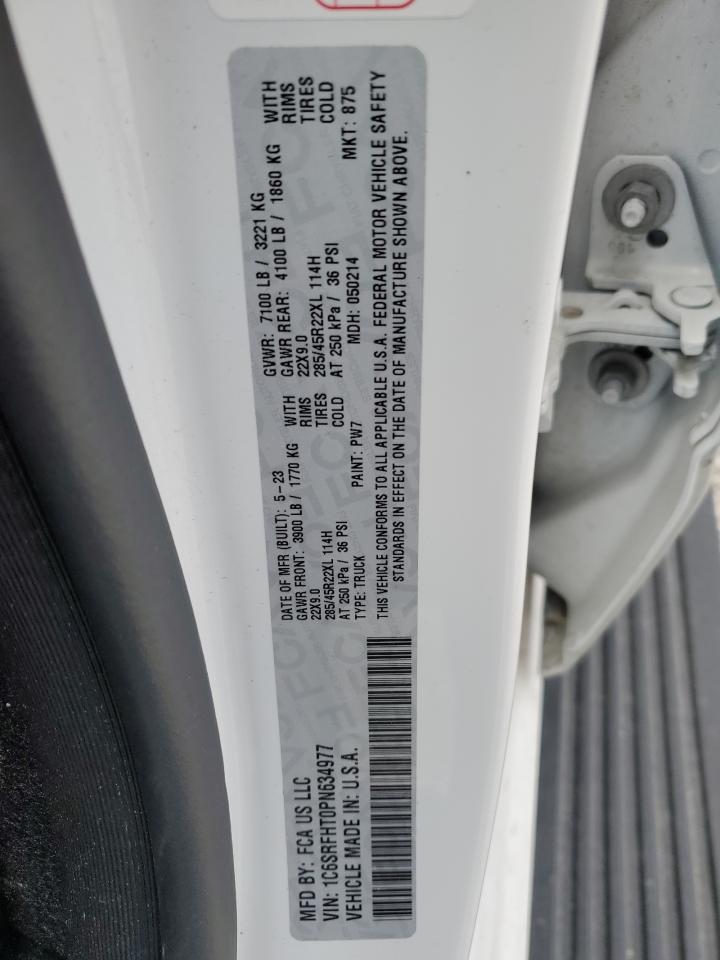 MFD BY: FCA US LLC
VIN: 1C6SRFHT0PN634977
VEHICLE MADE IN: U.S.A.
DATE OF MFR (BUILT): 5-23 GVWR: 7100 LB / 3221 KG
GAWR FRONT: 3900 LB / 1770 KG WITH GAWR REAR: 4100 LB / 1860 KG WITH
22X9.0 RIMS 22X9.0 RIMS
285/45R22XL 114H TIRES 285/45R22XL 114H TIRES
AT 250 kPa / 36 PSI COLD AT 250 kPa / 36 PSI COLD
TYPE: TRUCK PAINT: PW7 MDH: 050214 MKT: 875
THIS VEHICLE CONFORMS TO ALL APPLICABLE U.S.A. FEDERAL MOTOR VEHICLE SAFETY
STANDARDS IN EFFECT ON THE DATE OF MANUFACTURE SHOWN ABOVE.